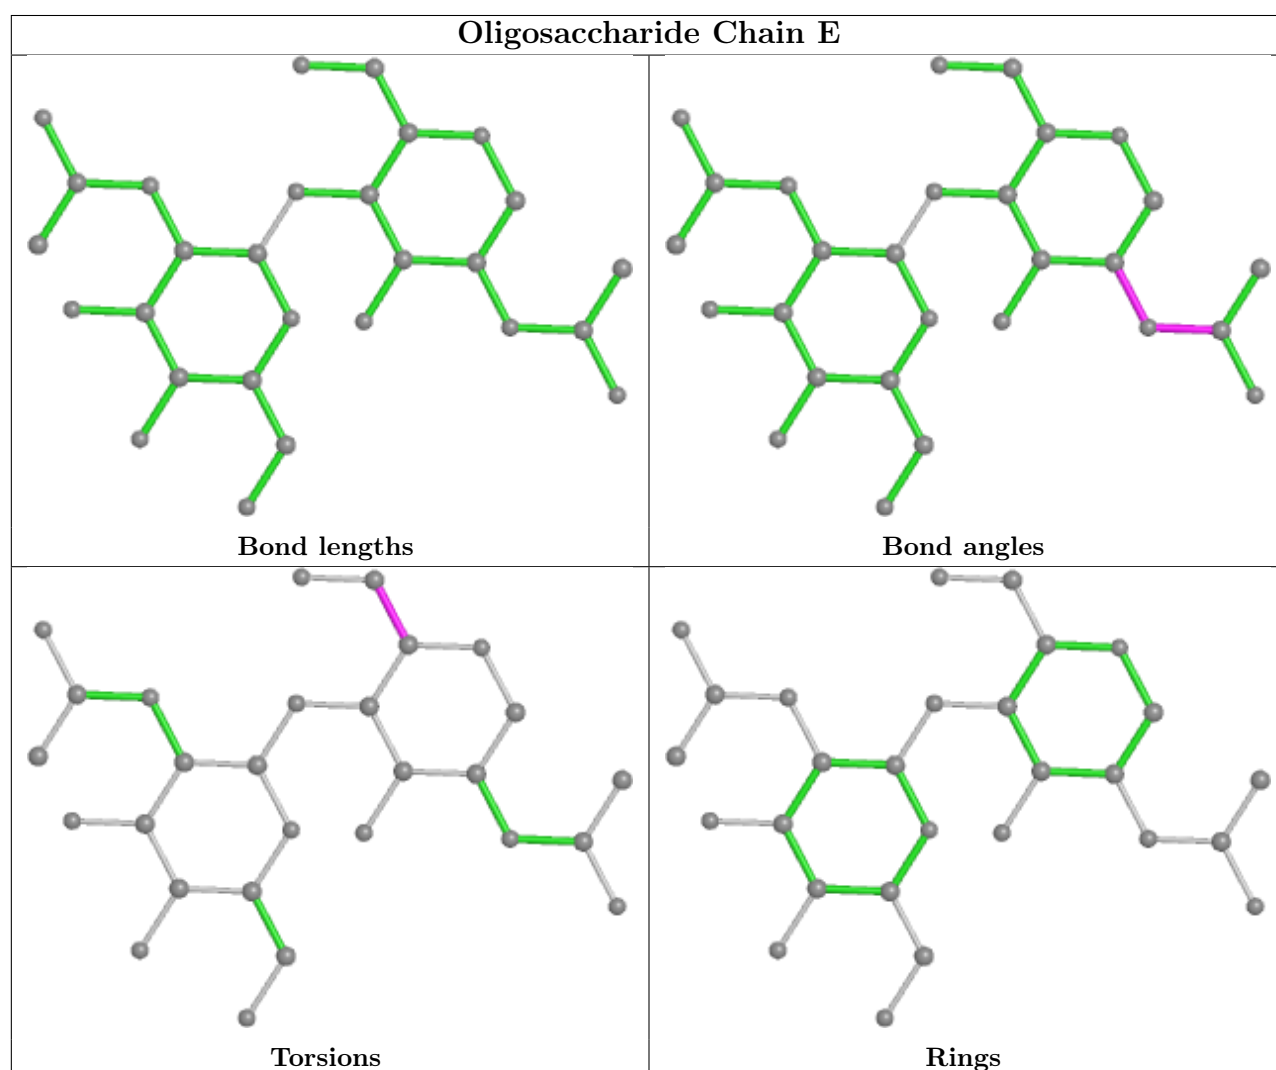 Oligosaccharide Chain E
Bond lengths
Bond angles
Torsions
Rings